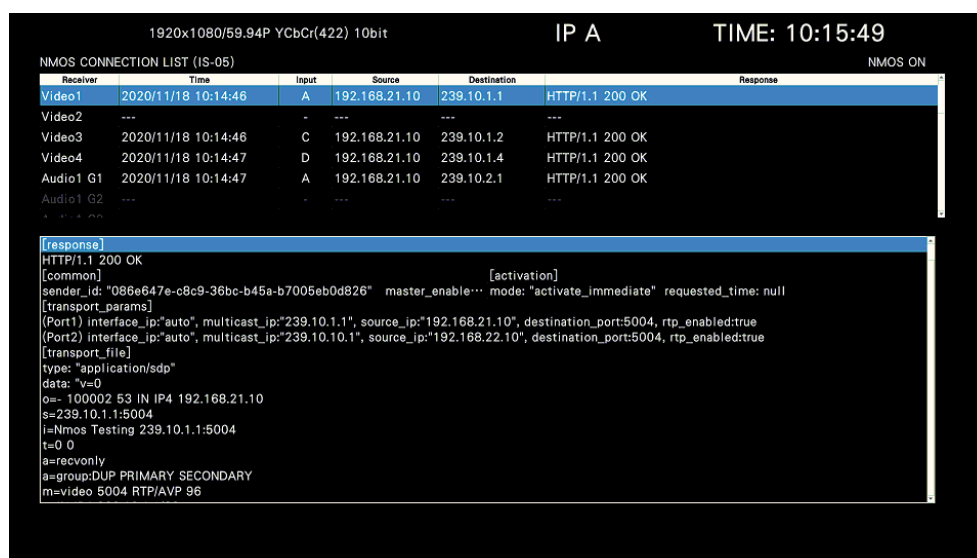 1920x1080/59.94P YCbCr(422) 10bit IP A TIME: 10:15:49
NMOS CONNECTION LIST (IS-05) NMOS ON
Receiver Time Input Source Destination Response
Video1 2020/11/18 10:14:46 A 192.168.21.10 239.10.1.1 HTTP/1.1 200 OK
Video2 --- - --- --- ---
Video3 2020/11/18 10:14:46 C 192.168.21.10 239.10.1.2 HTTP/1.1 200 OK
Video4 2020/11/18 10:14:47 D 192.168.21.10 239.10.1.4 HTTP/1.1 200 OK
Audio1 G1 2020/11/18 10:14:47 A 192.168.21.10 239.10.2.1 HTTP/1.1 200 OK
Audio1 G2 --- - --- --- ---
[response]
HTTP/1.1 200 OK
[common] [activation]
sender_id: "086e647e-c8c9-36bc-b45a-b7005eb0d826" master_enable··· mode: "activate_immediate" requested_time: null
[transport_params]
(Port1) interface_ip:"auto", multicast_ip:"239.10.1.1", source_ip:"192.168.21.10", destination_port:5004, rtp_enabled:true
(Port2) interface_ip:"auto", multicast_ip:"239.10.10.1", source_ip:"192.168.22.10", destination_port:5004, rtp_enabled:true
[transport_file]
type: "application/sdp"
data: "v=0
o=- 100002 53 IN IP4 192.168.21.10
s=239.10.1.1:5004
i=Nmos Testing 239.10.1.1:5004
t=0 0
a=recvonly
a=group:DUP PRIMARY SECONDARY
m=video 5004 RTP/AVP 96